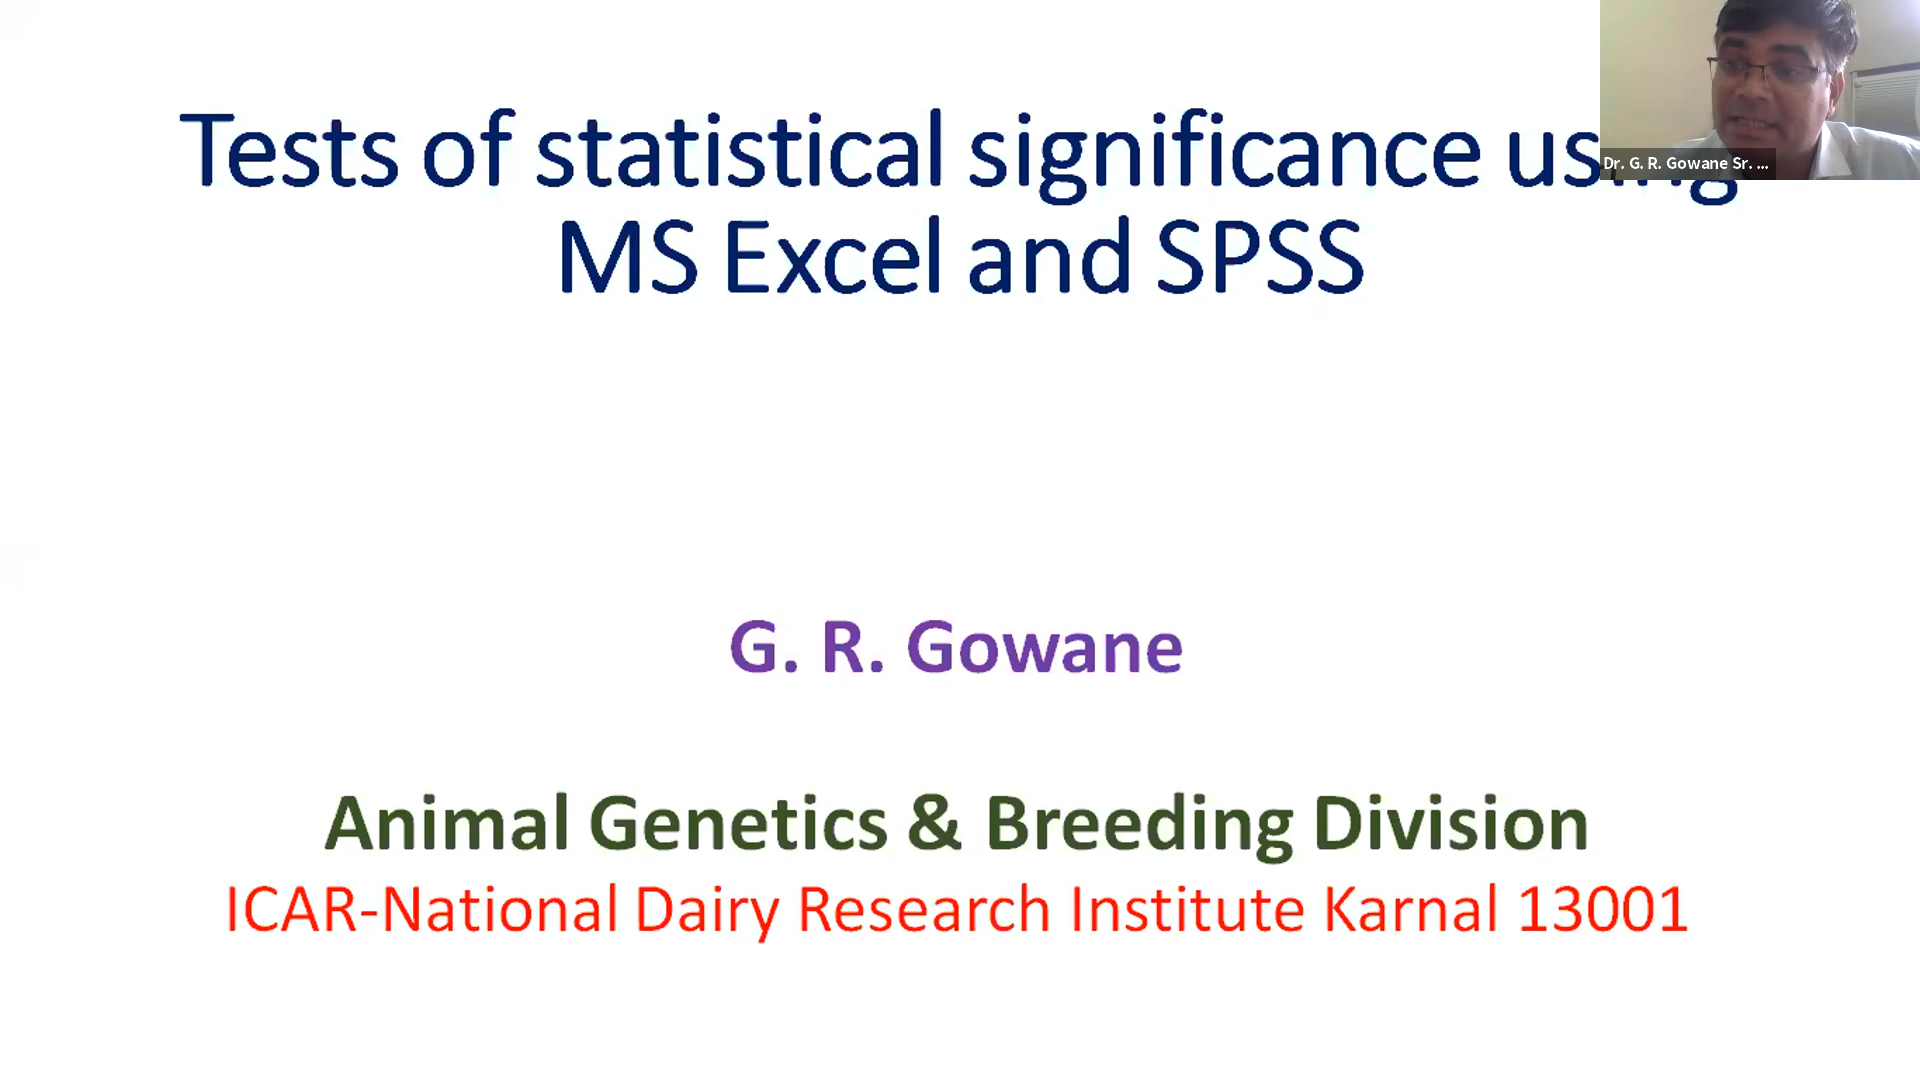 Tests of statistical significance using
MS Excel and SPSS
Dr. G. R. Gowane Sr. ...
G. R. Gowane
Animal Genetics & Breeding Division
ICAR-National Dairy Research Institute Karnal 13001